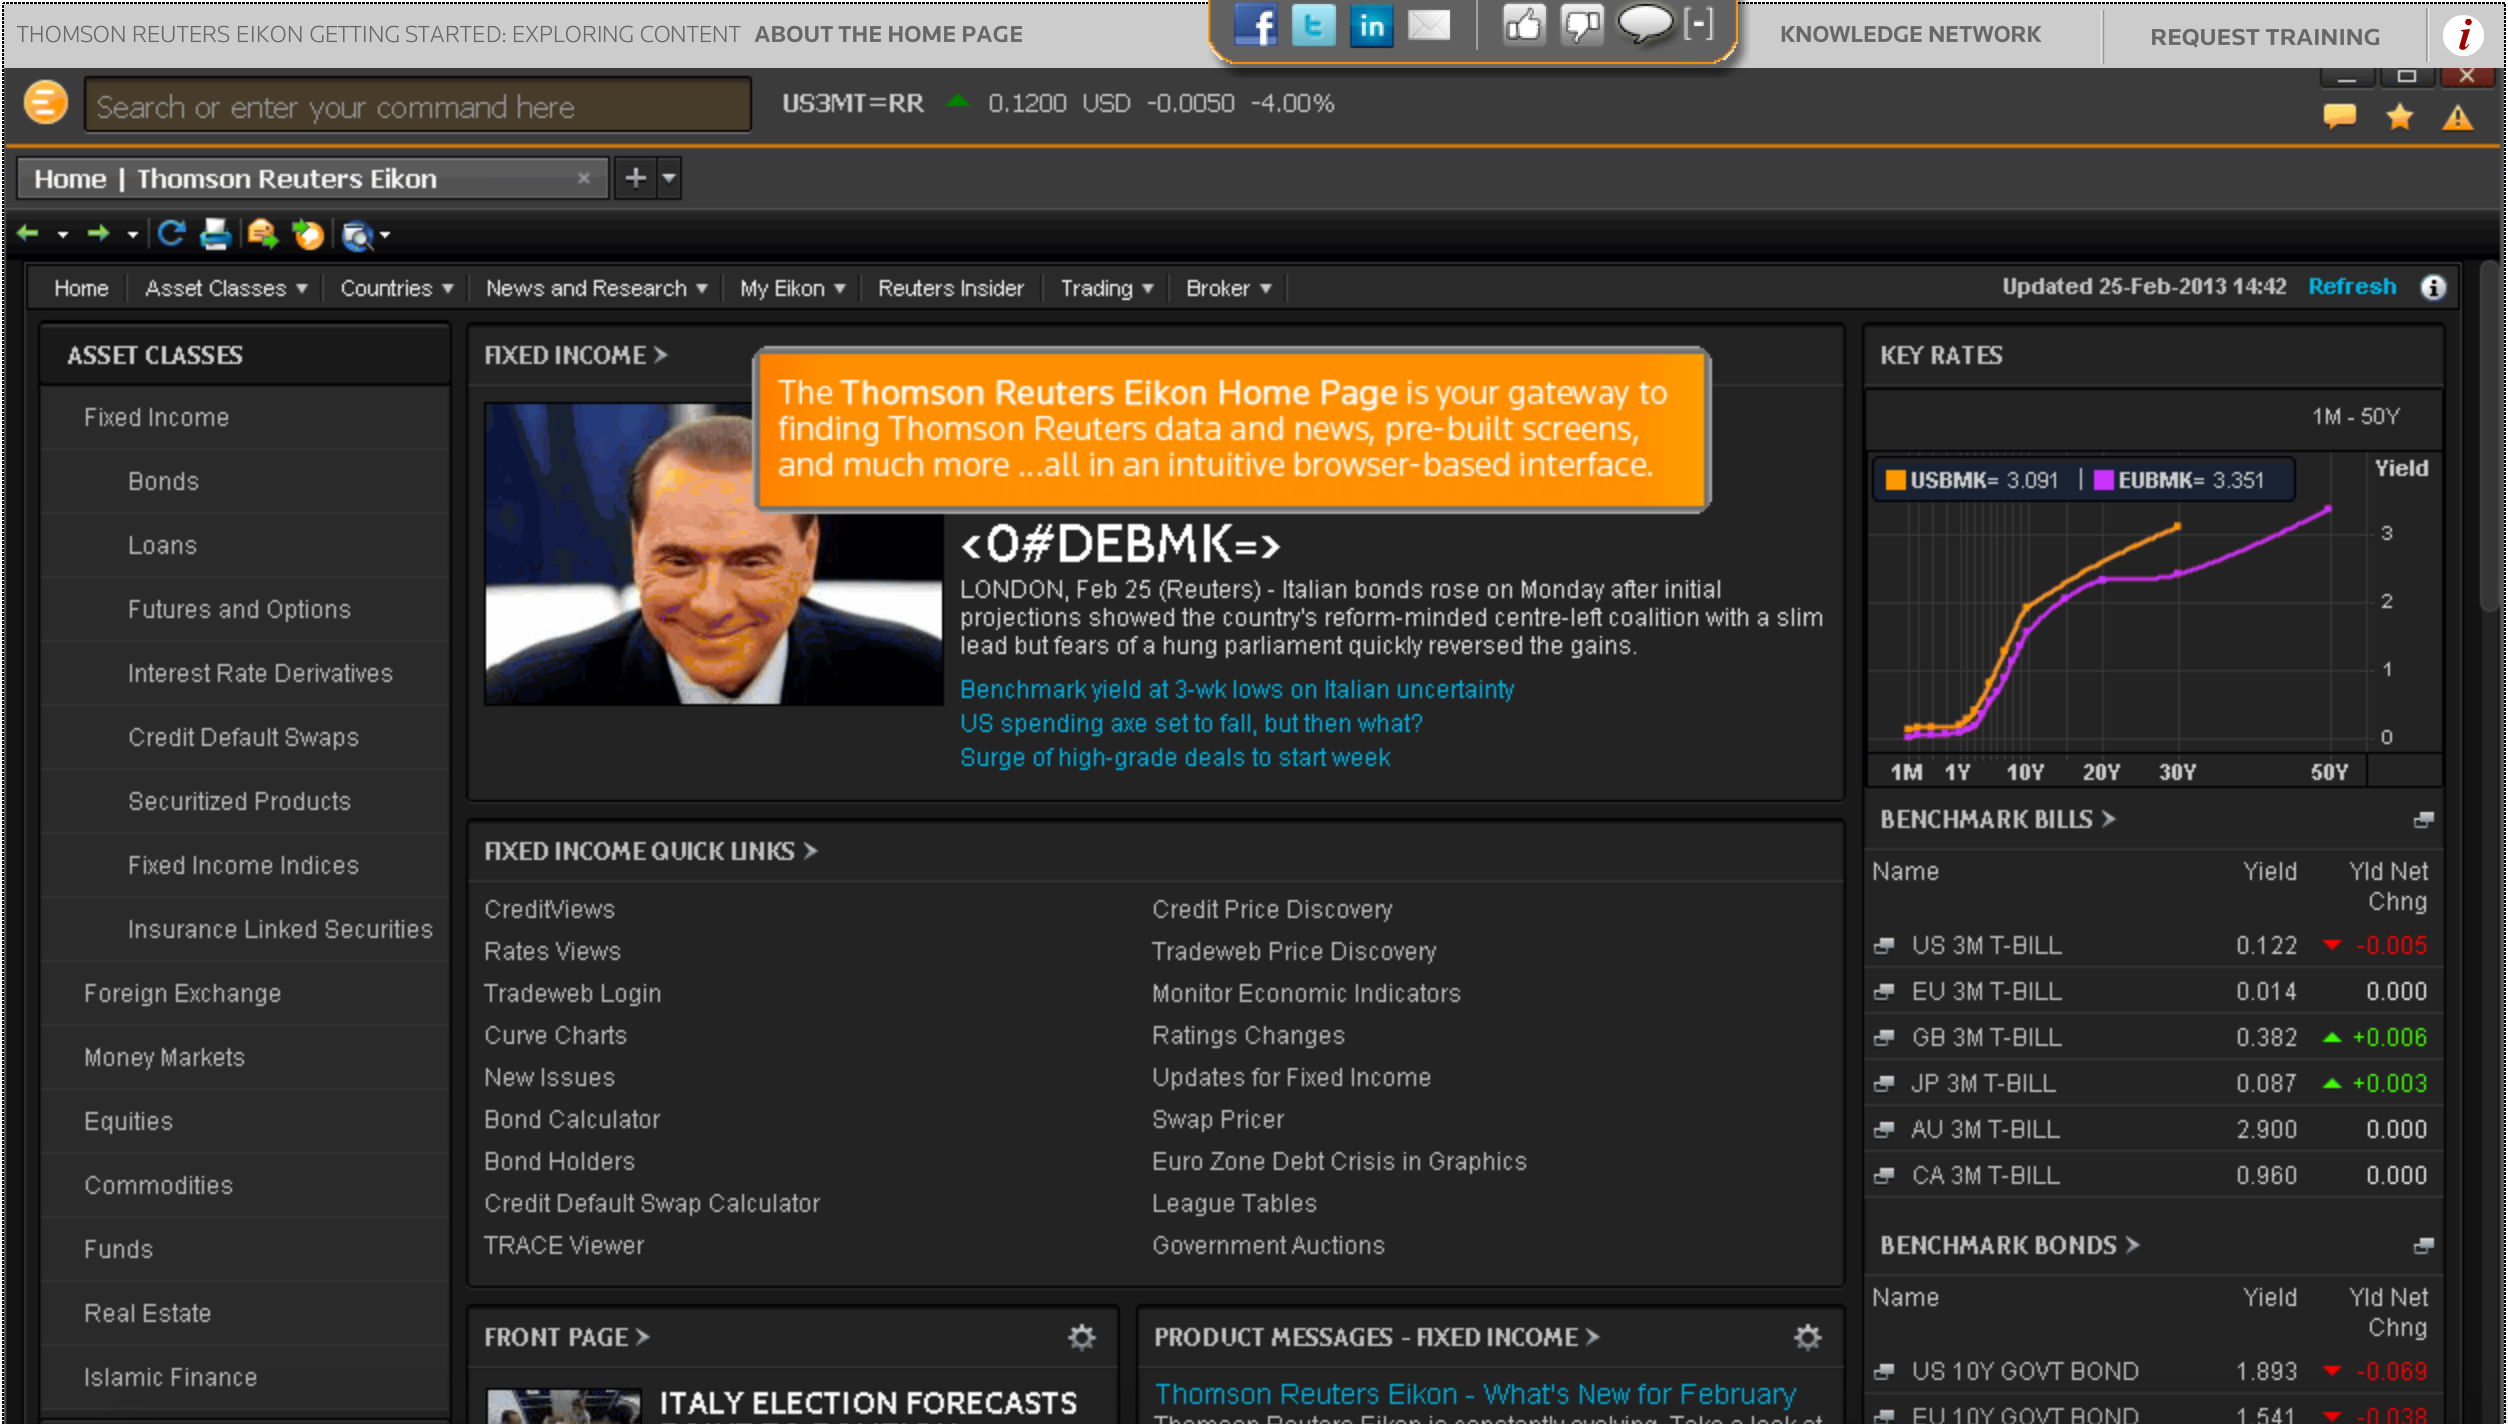 THOMSON REUTERS EIKON GETTING STARTED: EXPLORING CONTENT ABOUT THE HOME PAGE
f t in [-]
KNOWLEDGE NETWORK
REQUEST TRAINING
i
Search or enter your command here
US3MT=RR 0.1200 USD -0.0050 -4.00%
Home | Thomson Reuters Eikon
Home Asset Classes Countries News and Research My Eikon Reuters Insider Trading Broker
Updated 25-Feb-2013 14:42 Refresh
ASSET CLASSES
Fixed Income
Bonds
Loans
Futures and Options
Interest Rate Derivatives
Credit Default Swaps
Securitized Products
Fixed Income Indices
Insurance Linked Securities
Foreign Exchange
Money Markets
Equities
Commodities
Funds
Real Estate
Islamic Finance
FIXED INCOME >
The Thomson Reuters Eikon Home Page is your gateway to
finding Thomson Reuters data and news, pre-built screens,
and much more ...all in an intuitive browser-based interface.
<0#DEBMK=>
LONDON, Feb 25 (Reuters) - Italian bonds rose on Monday after initial
projections showed the country's reform-minded centre-left coalition with a slim
lead but fears of a hung parliament quickly reversed the gains.
Benchmark yield at 3-wk lows on Italian uncertainty
US spending axe set to fall, but then what?
Surge of high-grade deals to start week
FIXED INCOME QUICK LINKS >
CreditViews
Rates Views
Tradeweb Login
Curve Charts
New Issues
Bond Calculator
Bond Holders
Credit Default Swap Calculator
TRACE Viewer
Credit Price Discovery
Tradeweb Price Discovery
Monitor Economic Indicators
Ratings Changes
Updates for Fixed Income
Swap Pricer
Euro Zone Debt Crisis in Graphics
League Tables
Government Auctions
FRONT PAGE >
ITALY ELECTION FORECASTS
PRODUCT MESSAGES - FIXED INCOME >
Thomson Reuters Eikon - What's New for February
Thomson Reuters Eikon is constantly evolving. Take a look at
KEY RATES
1M - 50Y
USBMK= 3.091 | EUBMK= 3.351
Yield
3
2
1
0
1M 1Y 10Y 20Y 30Y 50Y
BENCHMARK BILLS >
Name Yield Yld Net
Chng
US 3M T-BILL 0.122 -0.005
EU 3M T-BILL 0.014 0.000
GB 3M T-BILL 0.382 +0.006
JP 3M T-BILL 0.087 +0.003
AU 3M T-BILL 2.900 0.000
CA 3M T-BILL 0.960 0.000
BENCHMARK BONDS >
Name Yield Yld Net
Chng
US 10Y GOVT BOND 1.893 -0.069
EU 10Y GOVT BOND 1.541 -0.038